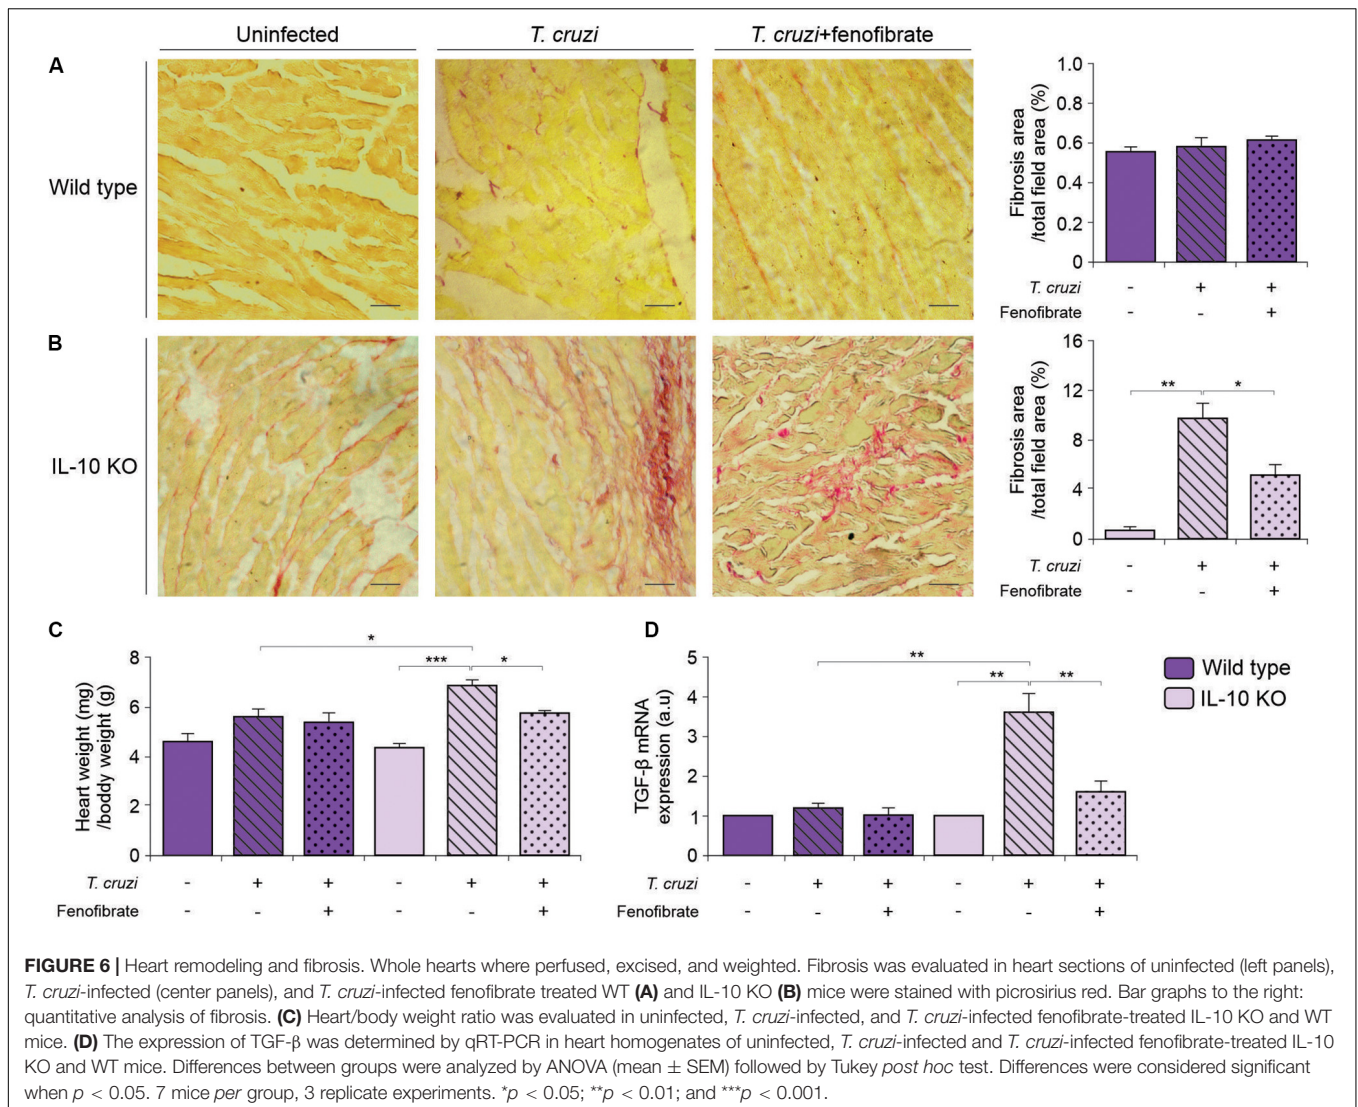 Uninfected
T. cruzi
T. cruzi+fenofibrate
A
Wild type
Fibrosis area
/total field area (%)
1.0
0.8
0.6
0.4
0.2
0
T. cruzi - + +
Fenofibrate - - +
B
IL-10 KO
Fibrosis area
/total field area (%)
16
12
8
4
0
** *
T. cruzi - + +
Fenofibrate - - +
C
Heart weight (mg)
/boddy weight (g)
8
6
4
2
0
*
*** *
T. cruzi - + + - + +
Fenofibrate - - + - - +
D
TGF-β mRNA
expression (a.u)
5
4
3
2
1
0
**
** **
T. cruzi - + + - + +
Fenofibrate - - + - - +
Wild type
IL-10 KO
FIGURE 6 | Heart remodeling and fibrosis. Whole hearts where perfused, excised, and weighted. Fibrosis was evaluated in heart sections of uninfected (left panels),
T. cruzi-infected (center panels), and T. cruzi-infected fenofibrate treated WT (A) and IL-10 KO (B) mice were stained with picrosirius red. Bar graphs to the right:
quantitative analysis of fibrosis. (C) Heart/body weight ratio was evaluated in uninfected, T. cruzi-infected, and T. cruzi-infected fenofibrate-treated IL-10 KO and WT
mice. (D) The expression of TGF-β was determined by qRT-PCR in heart homogenates of uninfected, T. cruzi-infected and T. cruzi-infected fenofibrate-treated IL-10
KO and WT mice. Differences between groups were analyzed by ANOVA (mean ± SEM) followed by Tukey post hoc test. Differences were considered significant
when p < 0.05. 7 mice per group, 3 replicate experiments. *p < 0.05; **p < 0.01; and ***p < 0.001.